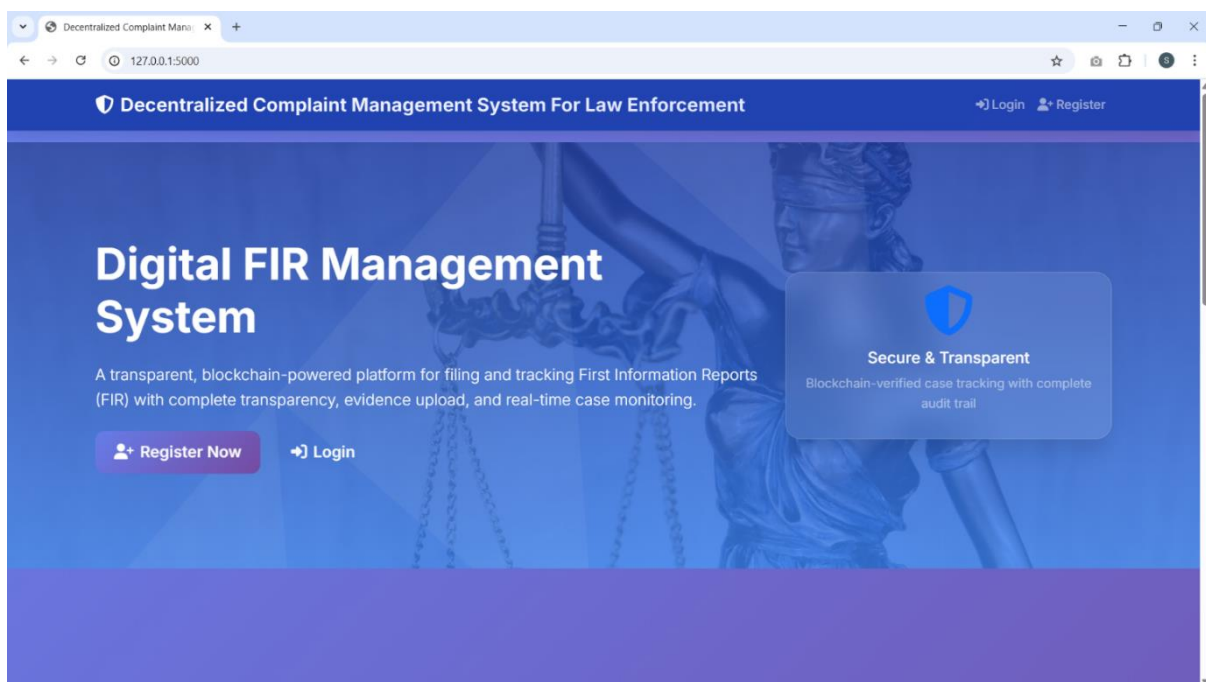 Decentralized Complaint Mana
127.0.0.1:5000
S
Decentralized Complaint Management System For Law Enforcement
Login Register
Digital FIR Management
System
A transparent, blockchain-powered platform for filing and tracking First Information Reports
(FIR) with complete transparency, evidence upload, and real-time case monitoring.
Register Now Login
Secure & Transparent
Blockchain-verified case tracking with complete
audit trail